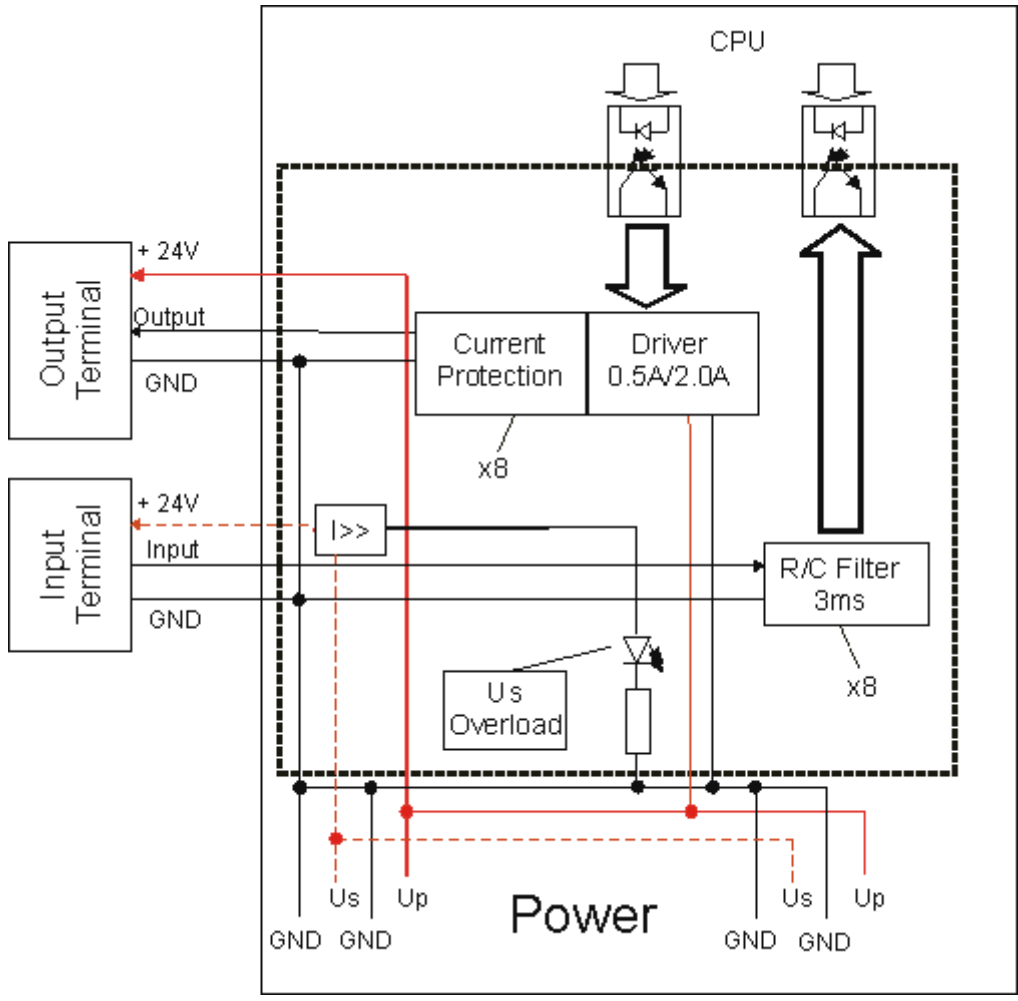 CPU
+ 24V
Output
GND
Output
Terminal
Current
Protection
Driver
0.5A/2.0A
x8
+ 24V
Input
GND
Input
Terminal
I>>
R/C Filter
3ms
x8
Us
Overload
Us
Up
Power
Us
Up
GND
GND
GND
GND